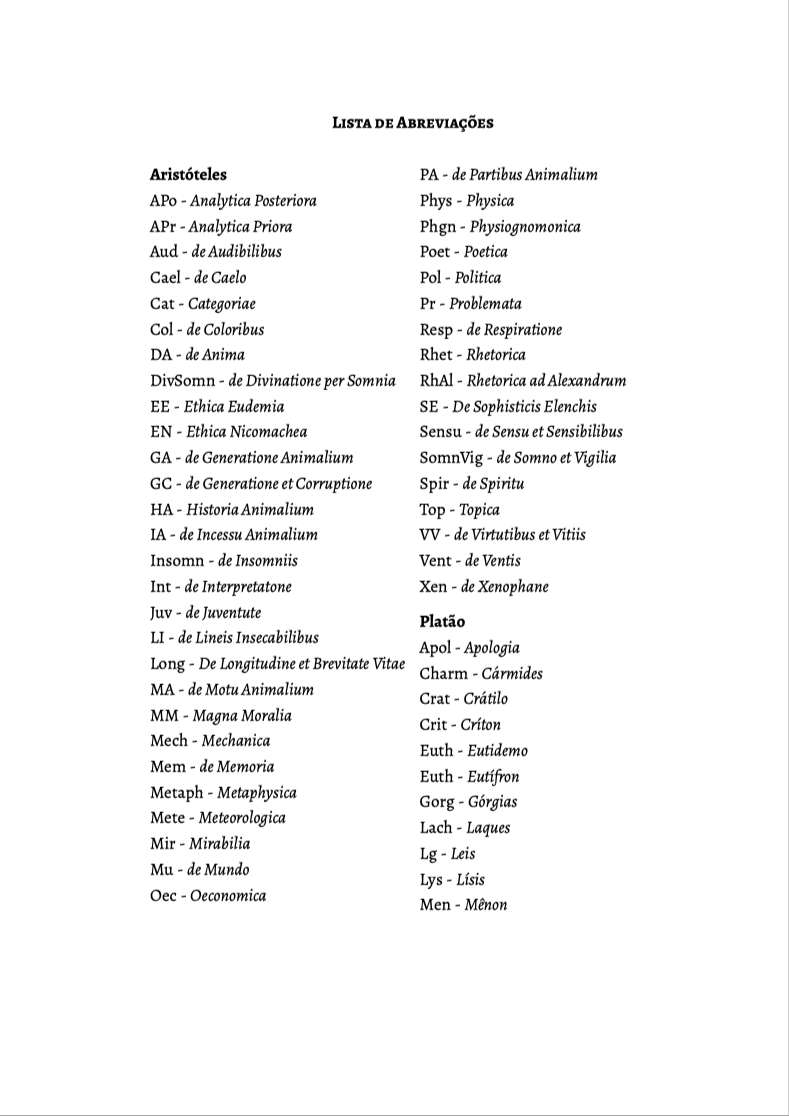 Lista de Abreviações
Aristóteles
APo - Analytica Posteriora
APr - Analytica Priora
Aud - de Audibilibus
Cael - de Caelo
Cat - Categoriae
Col - de Coloribus
DA - de Anima
DivSomn - de Divinatione per Somnia
EE - Ethica Eudemia
EN - Ethica Nicomachea
GA - de Generatione Animalium
GC - de Generatione et Corruptione
HA - Historia Animalium
IA - de Incessu Animalium
Insomn - de Insomniis
Int - de Interpretatone
Juv - de Juventute
LI - de Lineis Insecabilibus
Long - De Longitudine et Brevitate Vitae
MA - de Motu Animalium
MM - Magna Moralia
Mech - Mechanica
Mem - de Memoria
Metaph - Metaphysica
Mete - Meteorologica
Mir - Mirabilia
Mu - de Mundo
Oec - Oeconomica
PA - de Partibus Animalium
Phys - Physica
Phgn - Physiognomonica
Poet - Poetica
Pol - Politica
Pr - Problemata
Resp - de Respiratione
Rhet - Rhetorica
RhAl - Rhetorica ad Alexandrum
SE - De Sophisticis Elenchis
Sensu - de Sensu et Sensibilibus
SomnVig - de Somno et Vigilia
Spir - de Spiritu
Top - Topica
VV - de Virtutibus et Vitiis
Vent - de Ventis
Xen - de Xenophane
Platão
Apol - Apologia
Charm - Cármides
Crat - Crátilo
Crit - Críton
Euth - Eutidemo
Euth - Eutífron
Gorg - Górgias
Lach - Laques
Lg - Leis
Lys - Lísis
Men - Mênon